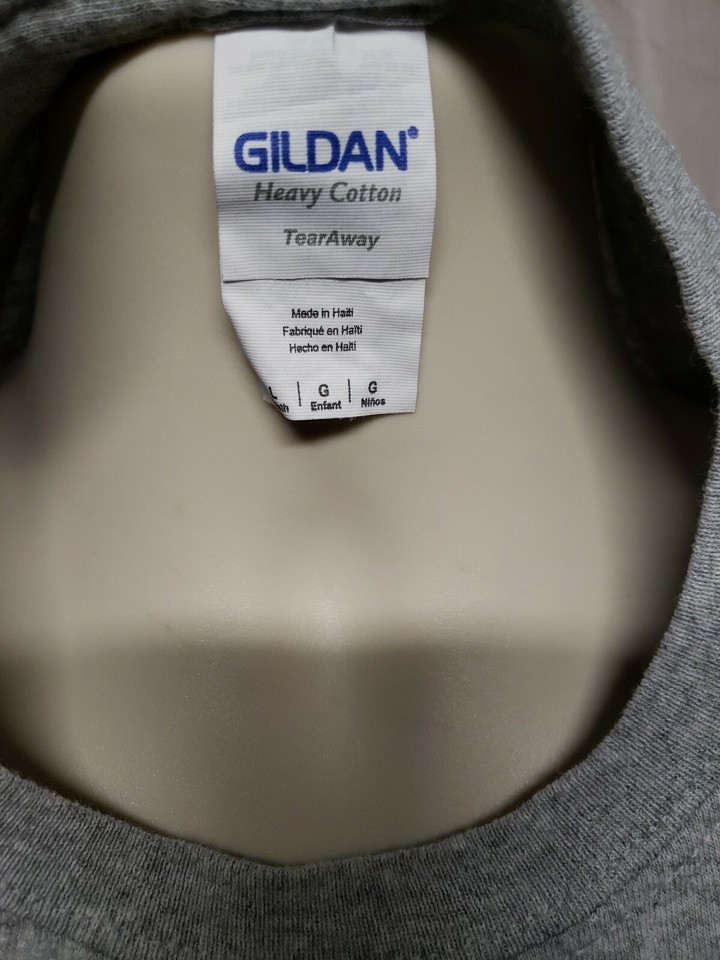 GILDAN®
Heavy Cotton
TearAway
Made in Haiti
Fabriqué en Haïti
Hecho en Haití
G | G
Enfant | Niños